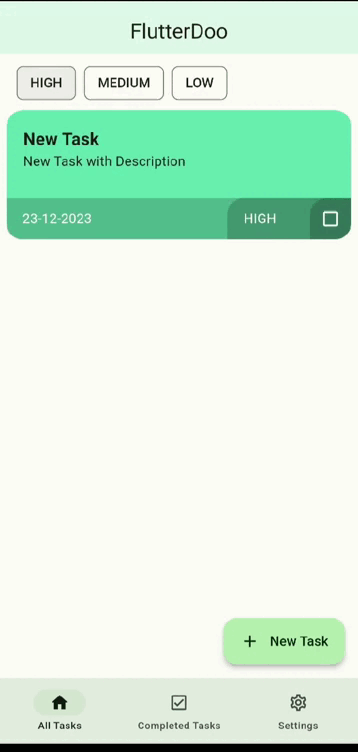 FlutterDoo
HIGH MEDIUM LOW
New Task
New Task with Description
23-12-2023 HIGH
New Task
All Tasks Completed Tasks Settings